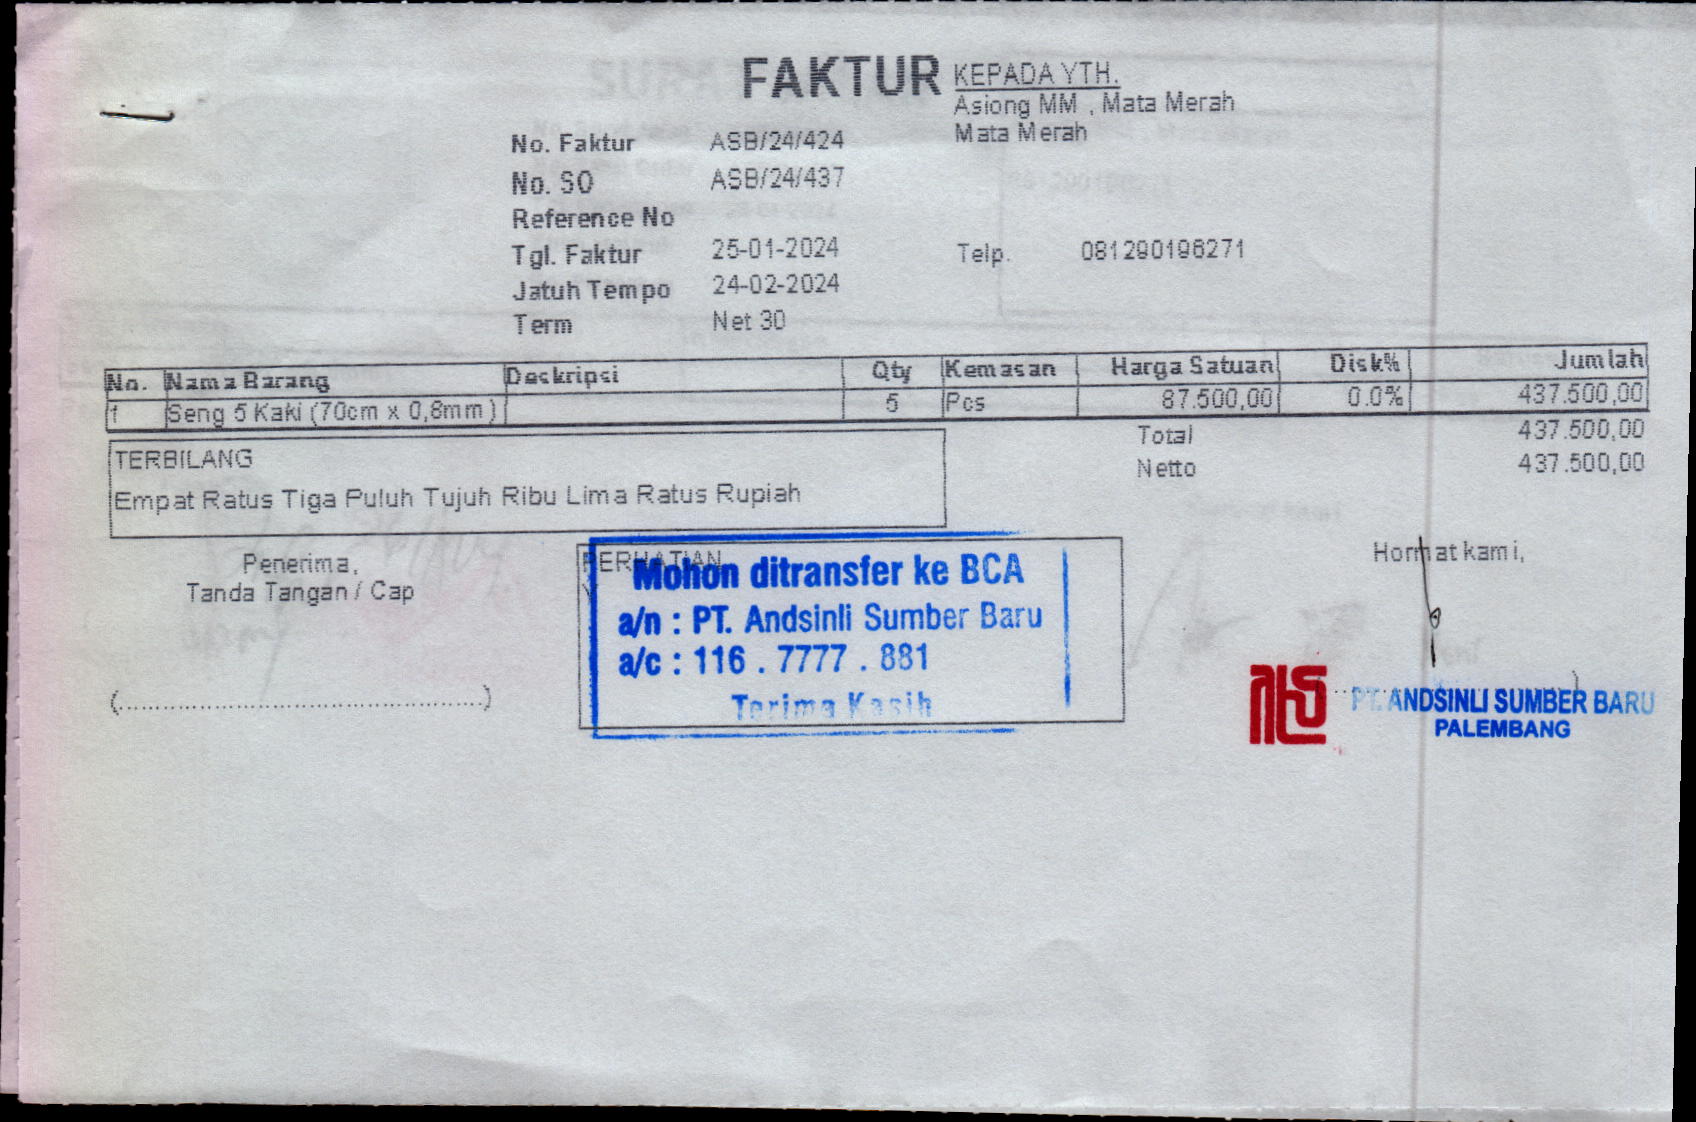 FAKTUR
KEPADA YTH.
Asiong MM , Mata Merah
Mata Merah
No. Faktur ASB/24/424
No. SO ASB/24/437
Reference No
Tgl. Faktur 25-01-2024 Telp. 081290196271
Jatuh Tempo 24-02-2024
Term Net 30
No. Nama Barang Deskripsi Qty Kemasan Harga Satuan Disk% Jumlah
1 Seng 5 Kaki (70cm x 0,8mm) 5 Pcs 87.500,00 0.0% 437.500,00
Total 437.500,00
Netto 437.500,00
TERBILANG
Empat Ratus Tiga Puluh Tujuh Ribu Lima Ratus Rupiah
Penerima,
Tanda Tangan / Cap
(....................................................)
PERHATIAN
Mohon ditransfer ke BCA
a/n : PT. Andsinli Sumber Baru
a/c : 116 . 7777 . 881
Terima Kasih
Hormat kami,
PT. ANDSINLI SUMBER BARU
PALEMBANG